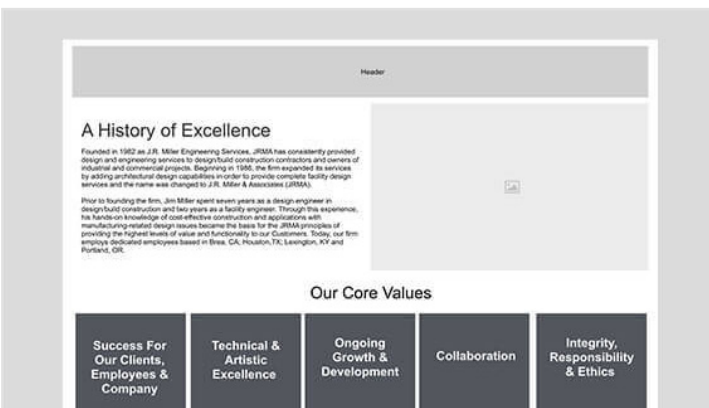 Header
A History of Excellence
Founded in 1982 as J.R. Miller Engineering Services, JRMA has consistently provided
design and engineering services to design/build construction contractors and owners of
industrial and commercial projects. Beginning in 1986, the firm expanded its services
by adding architectural design capabilities in order to provide complete facility design
services and the name was changed to J.R. Miller & Associates (JRMA).
Prior to founding the firm, Jim Miller spent seven years as a design engineer in
design/build construction and two years as a facility engineer. Through this experience,
his hands-on knowledge of cost-effective construction and applications with
manufacturing-related design issues became the basis for the JRMA principles of
providing the highest levels of value and functionality to our Customers. Today, our firm
employs dedicated employees based in Brea, CA; Houston,TX; Lexington, KY and
Portland, OR.
Our Core Values
Success For
Our Clients,
Employees &
Company
Technical &
Artistic
Excellence
Ongoing
Growth &
Development
Collaboration
Integrity,
Responsibility
& Ethics